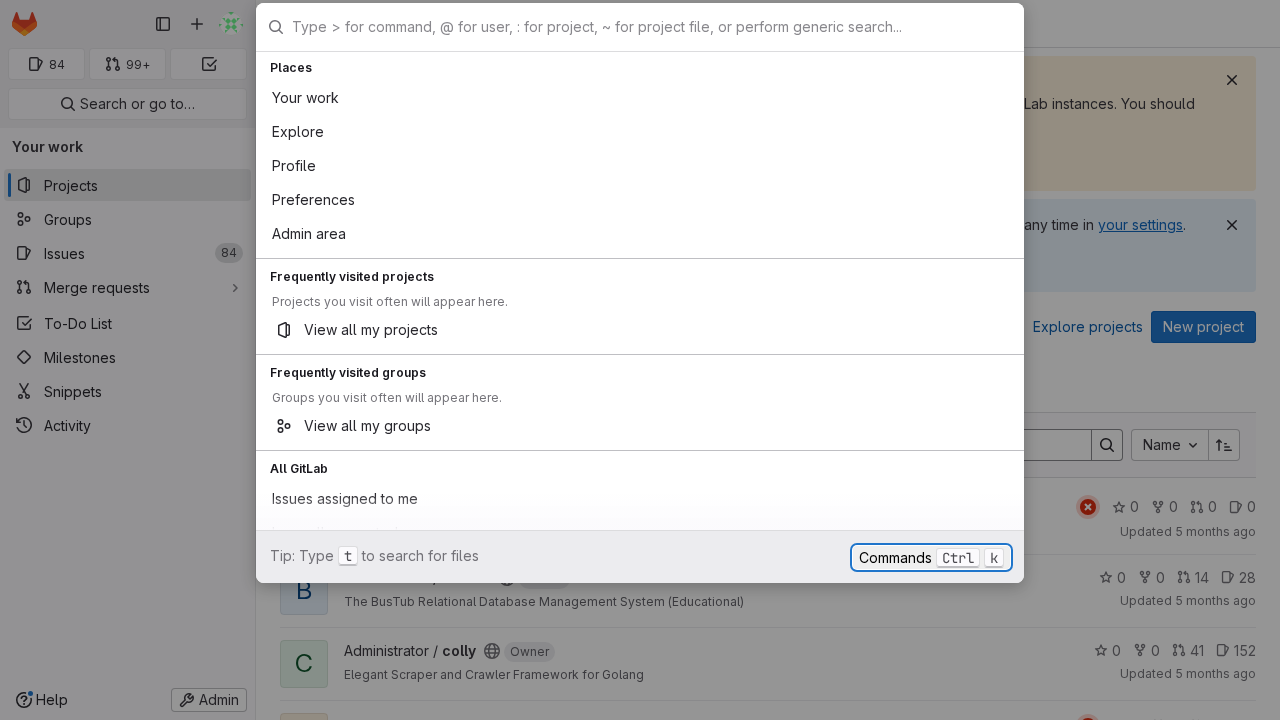 Type > for command, @ for user, : for project, ~ for project file, or perform generic search...
84
99+
Search or go to…
Your work
Projects
Groups
Issues
84
Merge requests
To-Do List
Milestones
Snippets
Activity
Help
Admin
Places
Your work
Explore
Profile
Preferences
Admin area
Frequently visited projects
Projects you visit often will appear here.
View all my projects
Frequently visited groups
Groups you visit often will appear here.
View all my groups
All GitLab
Issues assigned to me
Tip: Type t to search for files
Commands Ctrl k
Lab instances. You should
any time in your settings.
Explore projects
New project
Name
0 0 0 0
Updated 5 months ago
B
0 0 14 28
The BusTub Relational Database Management System (Educational)
Updated 5 months ago
C
Administrator / colly Owner
0 0 41 152
Elegant Scraper and Crawler Framework for Golang
Updated 5 months ago